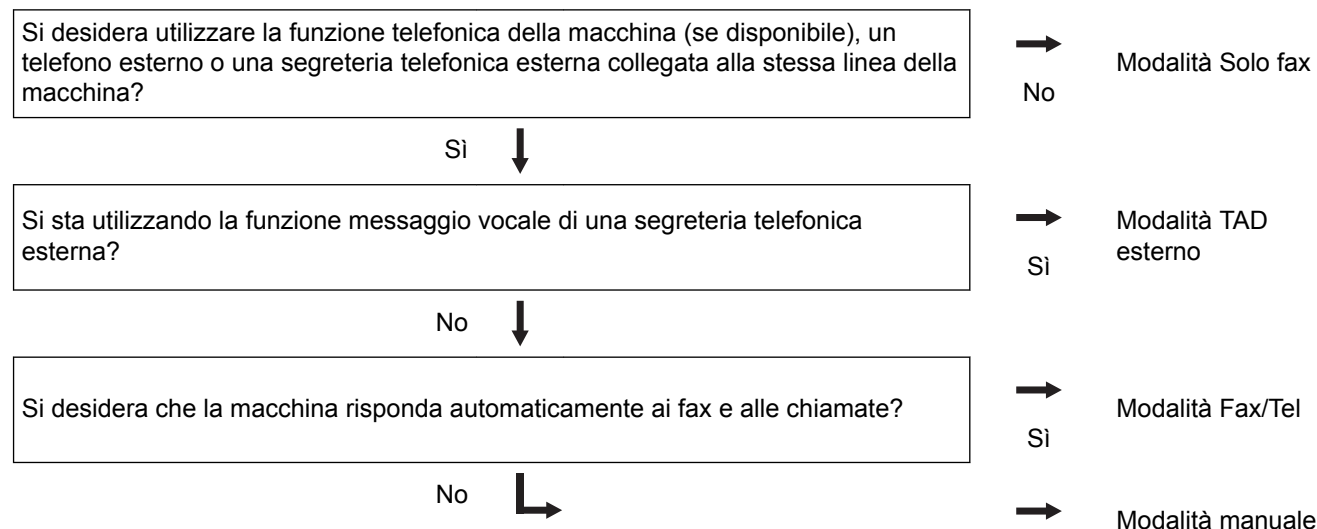 Si desidera utilizzare la funzione telefonica della macchina (se disponibile), un
telefono esterno o una segreteria telefonica esterna collegata alla stessa linea della
macchina?
No
Modalità Solo fax
Sì
Si sta utilizzando la funzione messaggio vocale di una segreteria telefonica
esterna?
Sì
Modalità TAD
esterno
No
Si desidera che la macchina risponda automaticamente ai fax e alle chiamate?
Sì
Modalità Fax/Tel
No
Modalità manuale